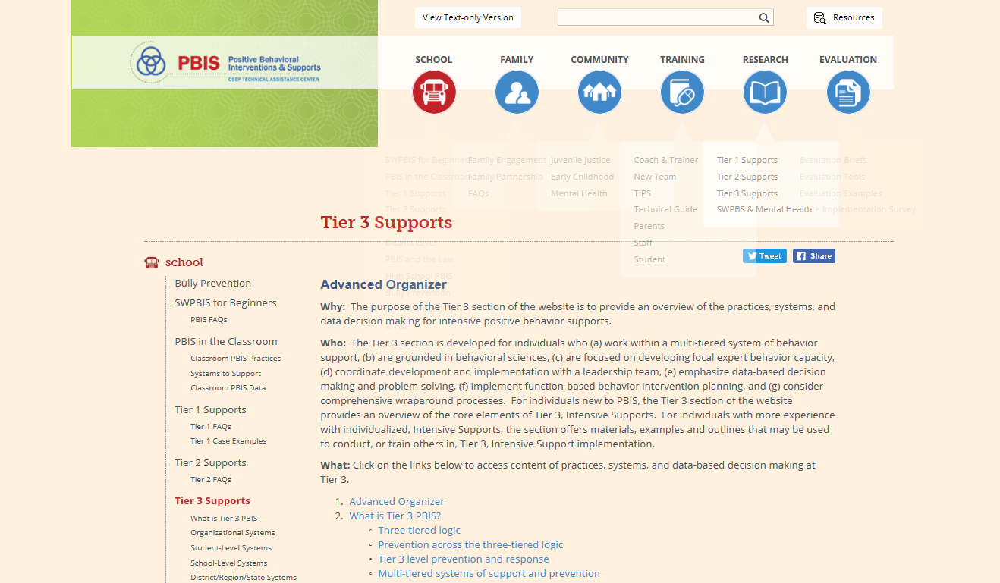 View Text-only Version
Resources
PBIS Positive Behavioral
Interventions & Supports
OSEP TECHNICAL ASSISTANCE CENTER
SCHOOL FAMILY COMMUNITY TRAINING RESEARCH EVALUATION
SWPBIS for Beginners Family Engagement Juvenile Justice Coach & Trainer Tier 1 Supports Evaluation Briefs
PBIS in the Classroom Family Partnership Early Childhood New Team Tier 2 Supports Evaluation Tools
Tier 1 Supports FAQs Mental Health TIPS Tier 3 Supports Evaluation Examples
Tier 2 Supports Technical Guide SWPBS & Mental Health Implementation Survey
Parents
Tier 3 Supports
District Level Staff
PBIS and the Law Student
High School PBIS
Bully Prevention
Tweet Share
school
Bully Prevention
SWPBIS for Beginners
PBIS FAQs
PBIS in the Classroom
Classroom PBIS Practices
Systems to Support
Classroom PBIS Data
Tier 1 Supports
Tier 1 FAQs
Tier 1 Case Examples
Tier 2 Supports
Tier 2 FAQs
Tier 3 Supports
What is Tier 3 PBIS
Organizational Systems
Student-Level Systems
School-Level Systems
District/Region/State Systems
Advanced Organizer
Why: The purpose of the Tier 3 section of the website is to provide an overview of the practices, systems, and
data decision making for intensive positive behavior supports.
Who: The Tier 3 section is developed for individuals who (a) work within a multi-tiered system of behavior
support, (b) are grounded in behavioral sciences, (c) are focused on developing local expert behavior capacity,
(d) coordinate development and implementation with a leadership team, (e) emphasize data-based decision
making and problem solving, (f) implement function-based behavior intervention planning, and (g) consider
comprehensive wraparound processes. For individuals new to PBIS, the Tier 3 section of the website
provides an overview of the core elements of Tier 3, Intensive Supports. For individuals with more experience
with individualized, Intensive Supports, the section offers materials, examples and outlines that may be used
to conduct, or train others in, Tier 3, Intensive Support implementation.
What: Click on the links below to access content of practices, systems, and data-based decision making at
Tier 3.
1. Advanced Organizer
2. What is Tier 3 PBIS?
◦ Three-tiered logic
◦ Prevention across the three-tiered logic
◦ Tier 3 level prevention and response
◦ Multi-tiered systems of support and prevention